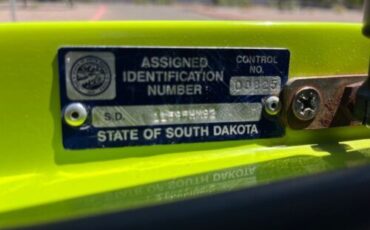 ASSIGNED
IDENTIFICATION
NUMBER
CONTROL
NO.
S.D.
STATE OF SOUTH DAKOTA